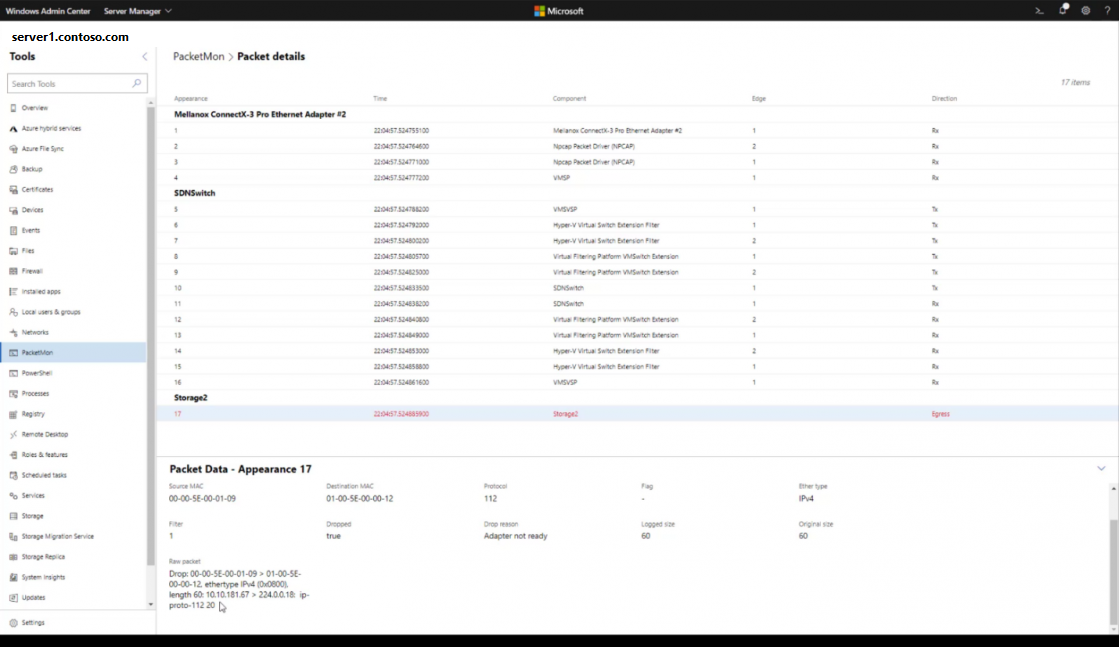 Windows Admin Center Server Manager Microsoft
server1.contoso.com
Tools
PacketMon > Packet details
Search Tools
17 items
Overview
Azure hybrid services
Azure File Sync
Backup
Certificates
Devices
Events
Files
Firewall
Installed apps
Local users & groups
Networks
PacketMon
PowerShell
Processes
Registry
Remote Desktop
Roles & features
Scheduled tasks
Services
Storage
Storage Migration Service
Storage Replica
System Insights
Updates
Settings
Appearance Time Component Edge Direction
Mellanox ConnectX-3 Pro Ethernet Adapter #2
1 22:04:57.524755100 Mellanox ConnectX-3 Pro Ethernet Adapter #2 1 Rx
2 22:04:57.524764600 Npcap Packet Driver (NPCAP) 2 Rx
3 22:04:57.524771000 Npcap Packet Driver (NPCAP) 1 Rx
4 22:04:57.524777200 VMSP 1 Rx
SDNSwitch
5 22:04:57.524788200 VMSVSP 1 Tx
6 22:04:57.524792000 Hyper-V Virtual Switch Extension Filter 1 Tx
7 22:04:57.524800200 Hyper-V Virtual Switch Extension Filter 2 Tx
8 22:04:57.524805700 Virtual Filtering Platform VMSwitch Extension 1 Tx
9 22:04:57.524825000 Virtual Filtering Platform VMSwitch Extension 2 Tx
10 22:04:57.524833500 SDNSwitch 1 Tx
11 22:04:57.524838200 SDNSwitch 1 Rx
12 22:04:57.524840800 Virtual Filtering Platform VMSwitch Extension 2 Rx
13 22:04:57.524849000 Virtual Filtering Platform VMSwitch Extension 1 Rx
14 22:04:57.524853000 Hyper-V Virtual Switch Extension Filter 2 Rx
15 22:04:57.524858800 Hyper-V Virtual Switch Extension Filter 1 Rx
16 22:04:57.524861600 VMSVSP 1 Rx
Storage2
17 22:04:57.524885900 Storage2 Egress
Packet Data - Appearance 17
Source MAC Destination MAC Protocol Flag Ether type
00-00-5E-00-01-09 01-00-5E-00-00-12 112 - IPv4
Filter Dropped Drop reason Logged size Original size
1 true Adapter not ready 60 60
Raw packet
Drop: 00-00-5E-00-01-09 > 01-00-5E-
00-00-12, ethertype IPv4 (0x0800),
length 60: 10.10.181.67 > 224.0.0.18: ip-
proto-112 20